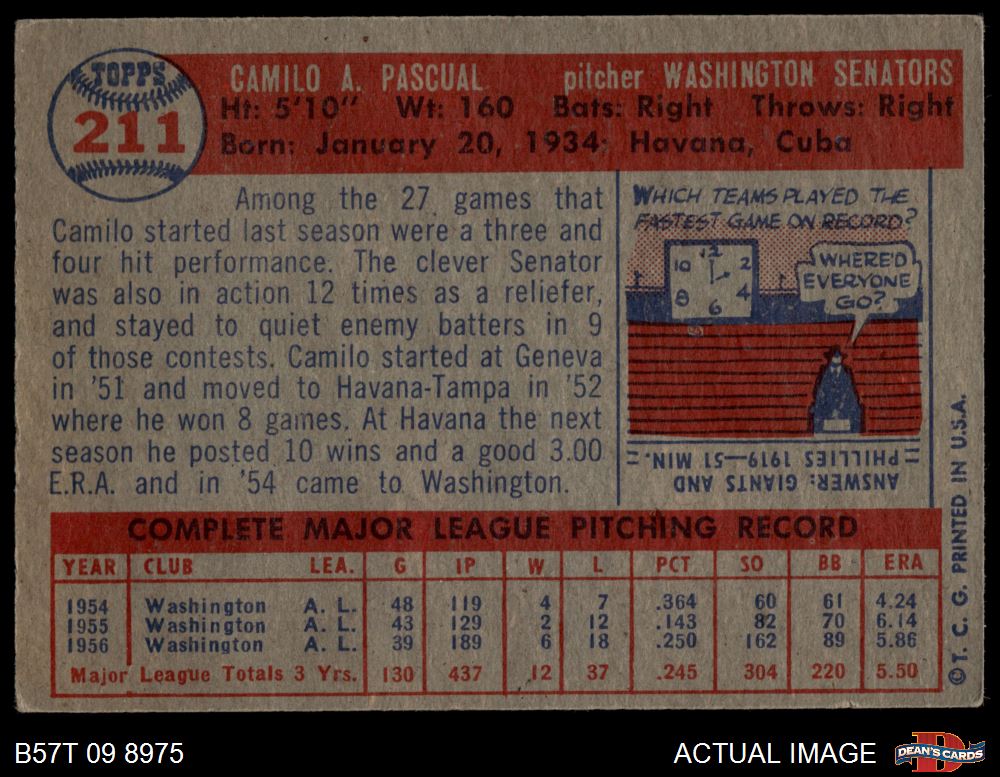 TOPPS
211
CAMILO A. PASCUAL pitcher WASHINGTON SENATORS
Ht: 5'10" Wt: 160 Bats: Right Throws: Right
Born: January 20, 1934; Havana, Cuba
Among the 27 games that
Camilo started last season were a three and
four hit performance. The clever Senator
was also in action 12 times as a reliefer,
and stayed to quiet enemy batters in 9
of those contests. Camilo started at Geneva
in '51 and moved to Havana-Tampa in '52
where he won 8 games. At Havana the next
season he posted 10 wins and a good 3.00
E.R.A. and in '54 came to Washington.
WHICH TEAMS PLAYED THE
FASTEST GAME ON RECORD?
12
10 2
8 4
6
WHERE'D
EVERYONE
GO?
ANSWER: GIANTS AND
PHILLIES 1919—51 MIN.
COMPLETE MAJOR LEAGUE PITCHING RECORD
YEAR CLUB LEA. G IP W L PCT SO BB ERA
1954 Washington A. L. 48 119 4 7 .364 60 61 4.24
1955 Washington A. L. 43 129 2 12 .143 82 70 6.14
1956 Washington A. L. 39 189 6 18 .250 162 89 5.86
Major League Totals 3 Yrs. 130 437 12 37 .245 304 220 5.50
©T. C. G. PRINTED IN U.S.A.
B57T 09 8975
ACTUAL IMAGE
DEAN'S CARDS